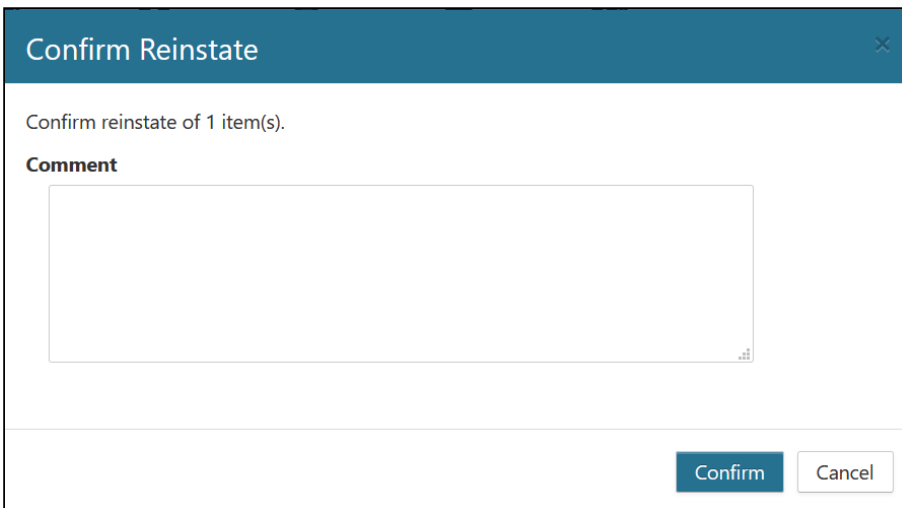 Confirm Reinstate
Confirm reinstate of 1 item(s).
Comment
Confirm Cancel